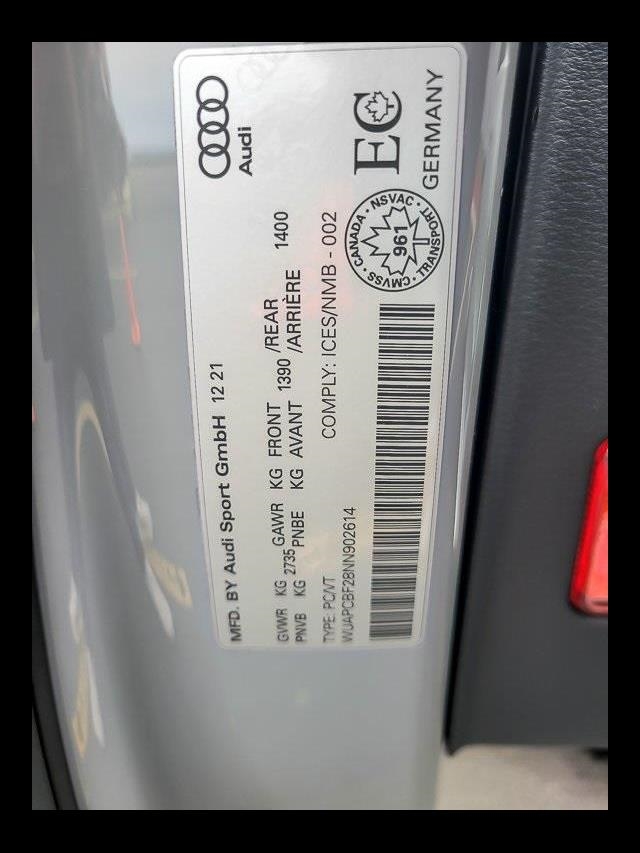 Audi
MFD. BY Audi Sport GmbH 12 21
GVWR KG 2735 GAWR KG FRONT 1390 /REAR 1400
PNVB KG PNBE KG AVANT /ARRIÈRE
TYPE: PC/VT COMPLY: ICES/NMB - 002
WUAPCBF28NN902614
EC
GERMANY
CANADA · NSVAC · TRANSPORT · CMVSS ·
961